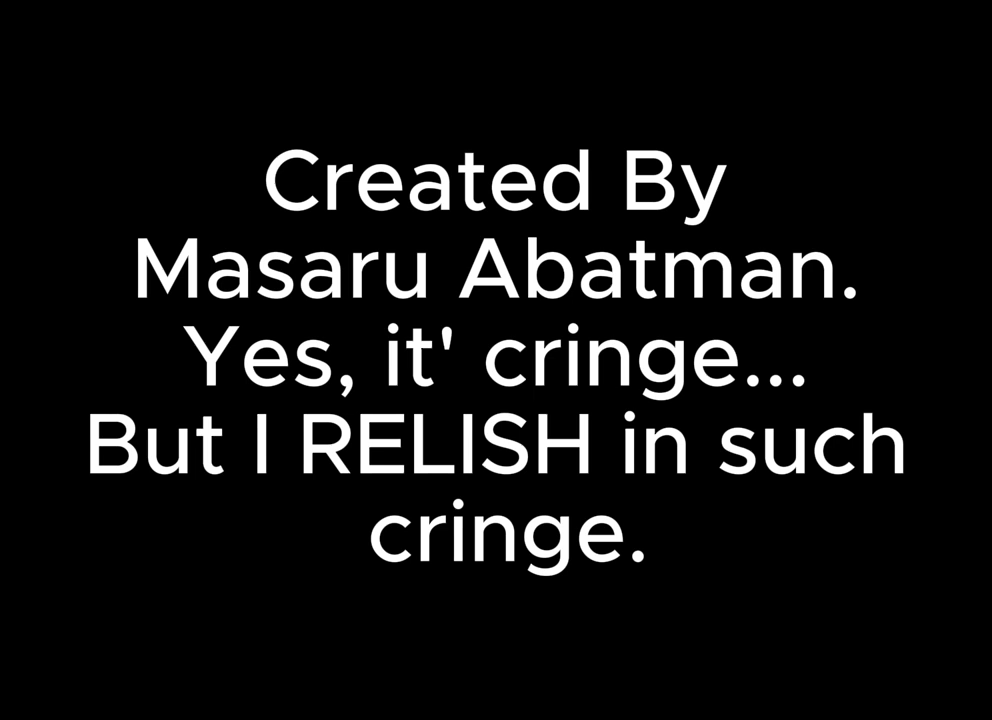 Created By
Masaru Abatman.
Yes, it' cringe...
But I RELISH in such
cringe.